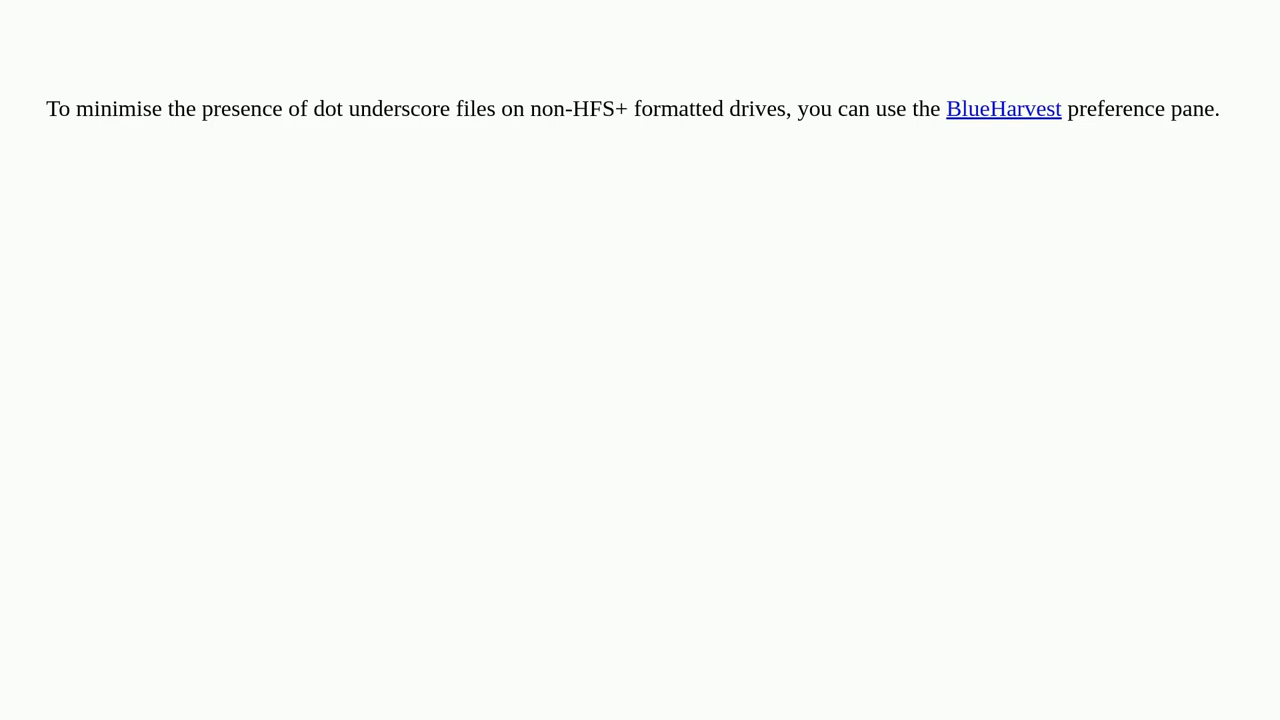 To minimise the presence of dot underscore files on non-HFS+ formatted drives, you can use the BlueHarvest preference pane.